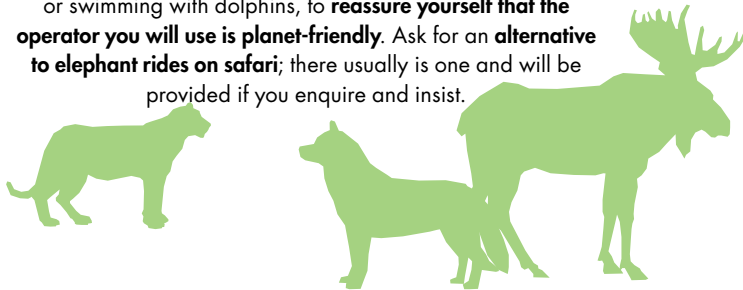 or swimming with dolphins, to reassure yourself that the
operator you will use is planet-friendly. Ask for an alternative
to elephant rides on safari; there usually is one and will be
provided if you enquire and insist.